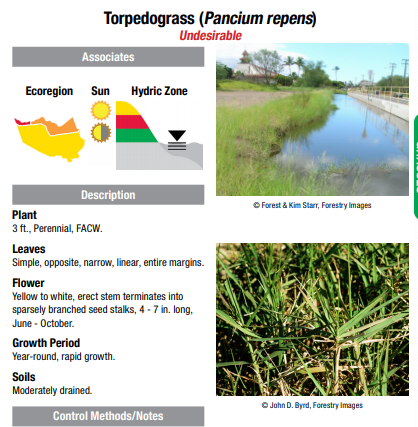 Torpedograss (Pancium repens)
Undesirable
Associates
Ecoregion Sun Hydric Zone
© Forest & Kim Starr, Forestry Images
Description
Plant
3 ft., Perennial, FACW.
Leaves
Simple, opposite, narrow, linear, entire margins.
Flower
Yellow to white, erect stem terminates into
sparsely branched seed stalks, 4 - 7 in. long,
June - October.
Growth Period
Year-round, rapid growth.
Soils
Moderately drained.
© John D. Byrd, Forestry Images
Control Methods/Notes